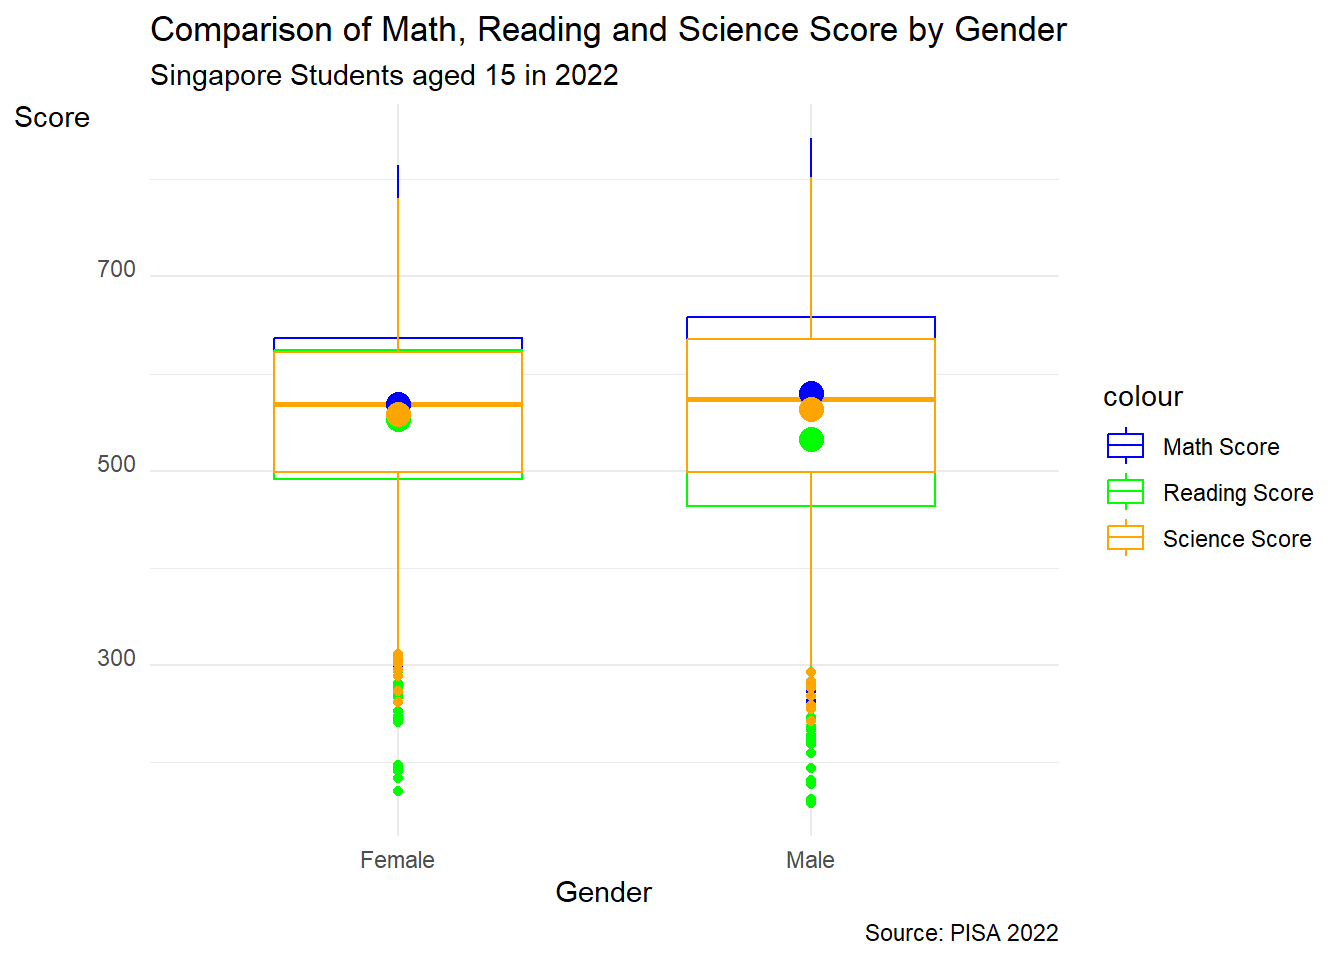 Comparison of Math, Reading and Science Score by Gender
Singapore Students aged 15 in 2022
Score
700
500
300
Female
Male
Gender
colour
Math Score
Reading Score
Science Score
Source: PISA 2022